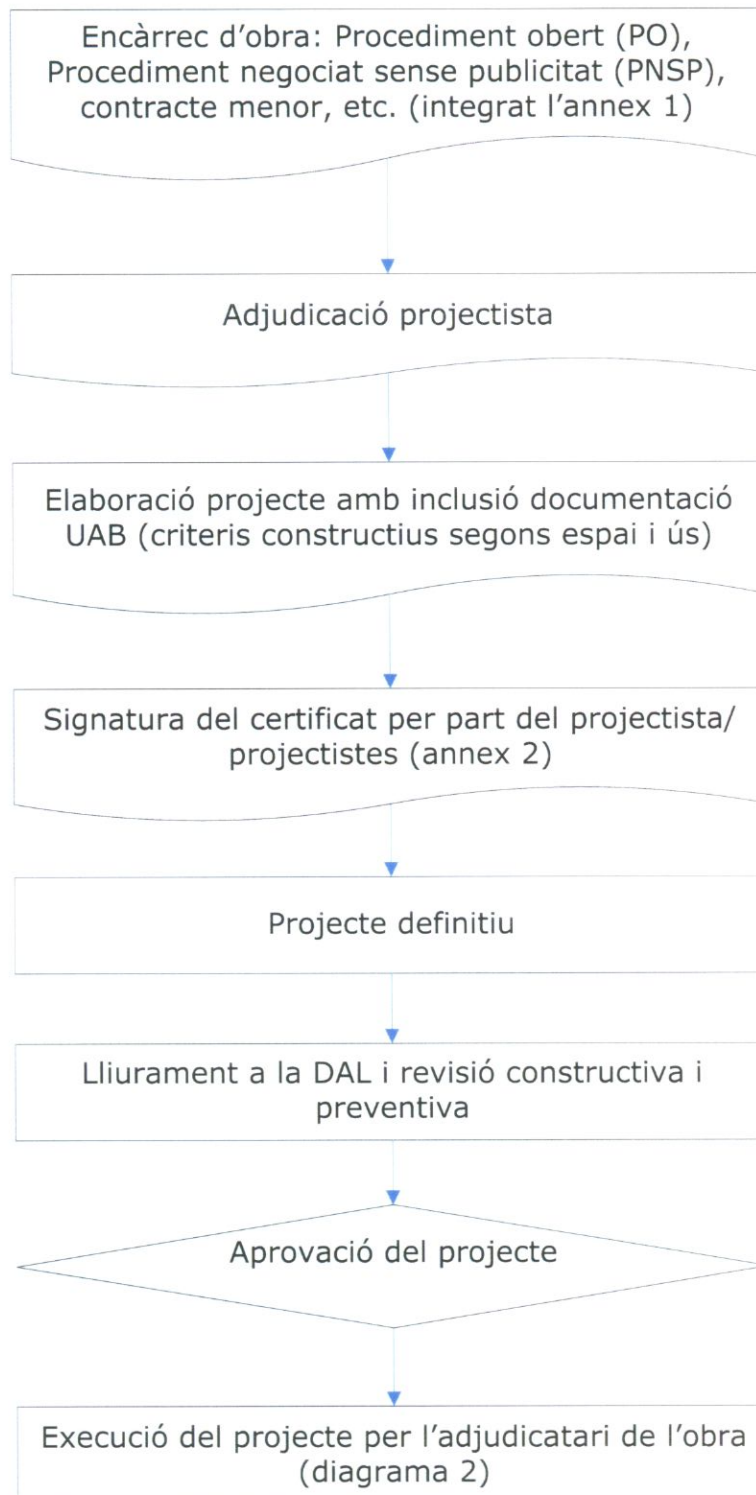 Encàrrec d’obra: Procediment obert (PO),
Procediment negociat sense publicitat (PNSP),
contracte menor, etc. (integrat l’annex 1)
Adjudicació projectista
Elaboració projecte amb inclusió documentació
UAB (criteris constructius segons espai i ús)
Signatura del certificat per part del projectista/
projectistes (annex 2)
Projecte definitiu
Lliurament a la DAL i revisió constructiva i
preventiva
Aprovació del projecte
Execució del projecte per l’adjudicatari de l’obra
(diagrama 2)